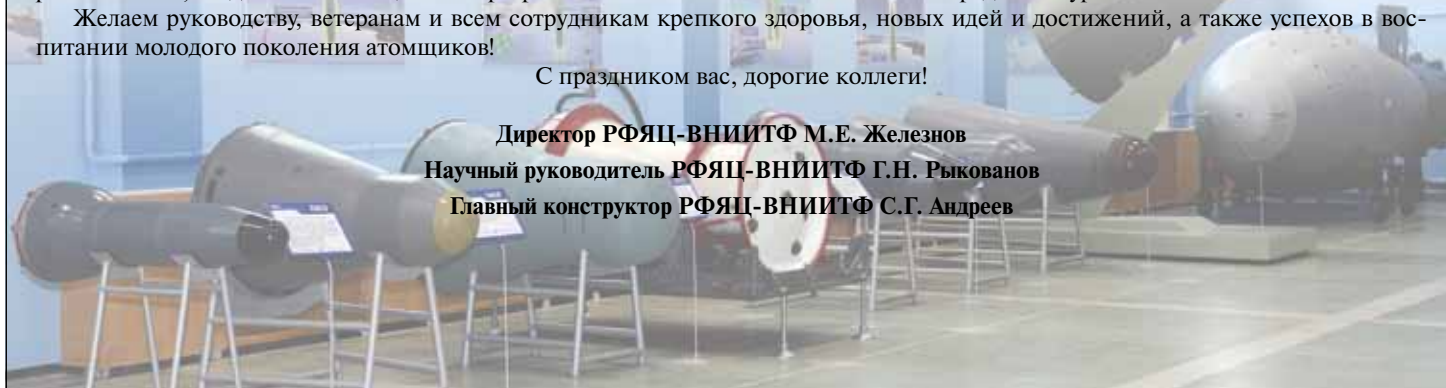 Желаем руководству, ветеранам и всем сотрудникам крепкого здоровья, новых идей и достижений, а также успехов в вос-
питании молодого поколения атомщиков!
С праздником вас, дорогие коллеги!
Директор РФЯЦ-ВНИИТФ М.Е. Железнов
Научный руководитель РФЯЦ-ВНИИТФ Г.Н. Рыкованов
Главный конструктор РФЯЦ-ВНИИТФ С.Г. Андреев